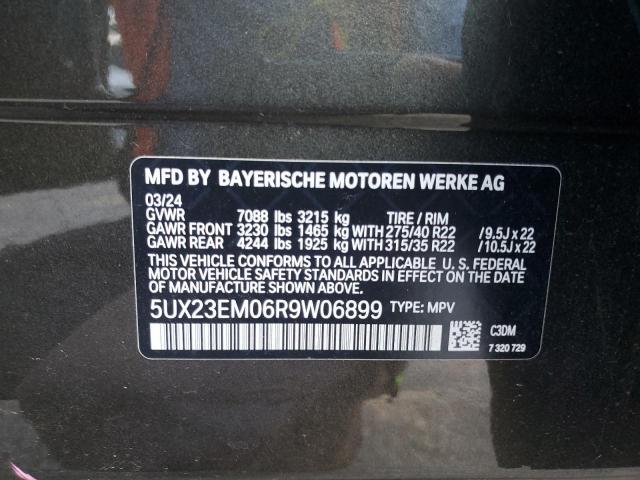 MFD BY BAYERISCHE MOTOREN WERKE AG
03/24
GVWR 7088 lbs 3215 kg TIRE / RIM
GAWR FRONT 3230 lbs 1465 kg WITH 275/40 R22 / 9.5J x 22
GAWR REAR 4244 lbs 1925 kg WITH 315/35 R22 / 10.5J x 22
THIS VEHICLE CONFORMS TO ALL APPLICABLE U.S. FEDERAL
MOTOR VEHICLE SAFETY STANDARDS IN EFFECT ON THE
DATE OF MANUFACTURE SHOWN ABOVE.
5UX23EM06R9W06899 TYPE: MPV
C3DM
7 320 729